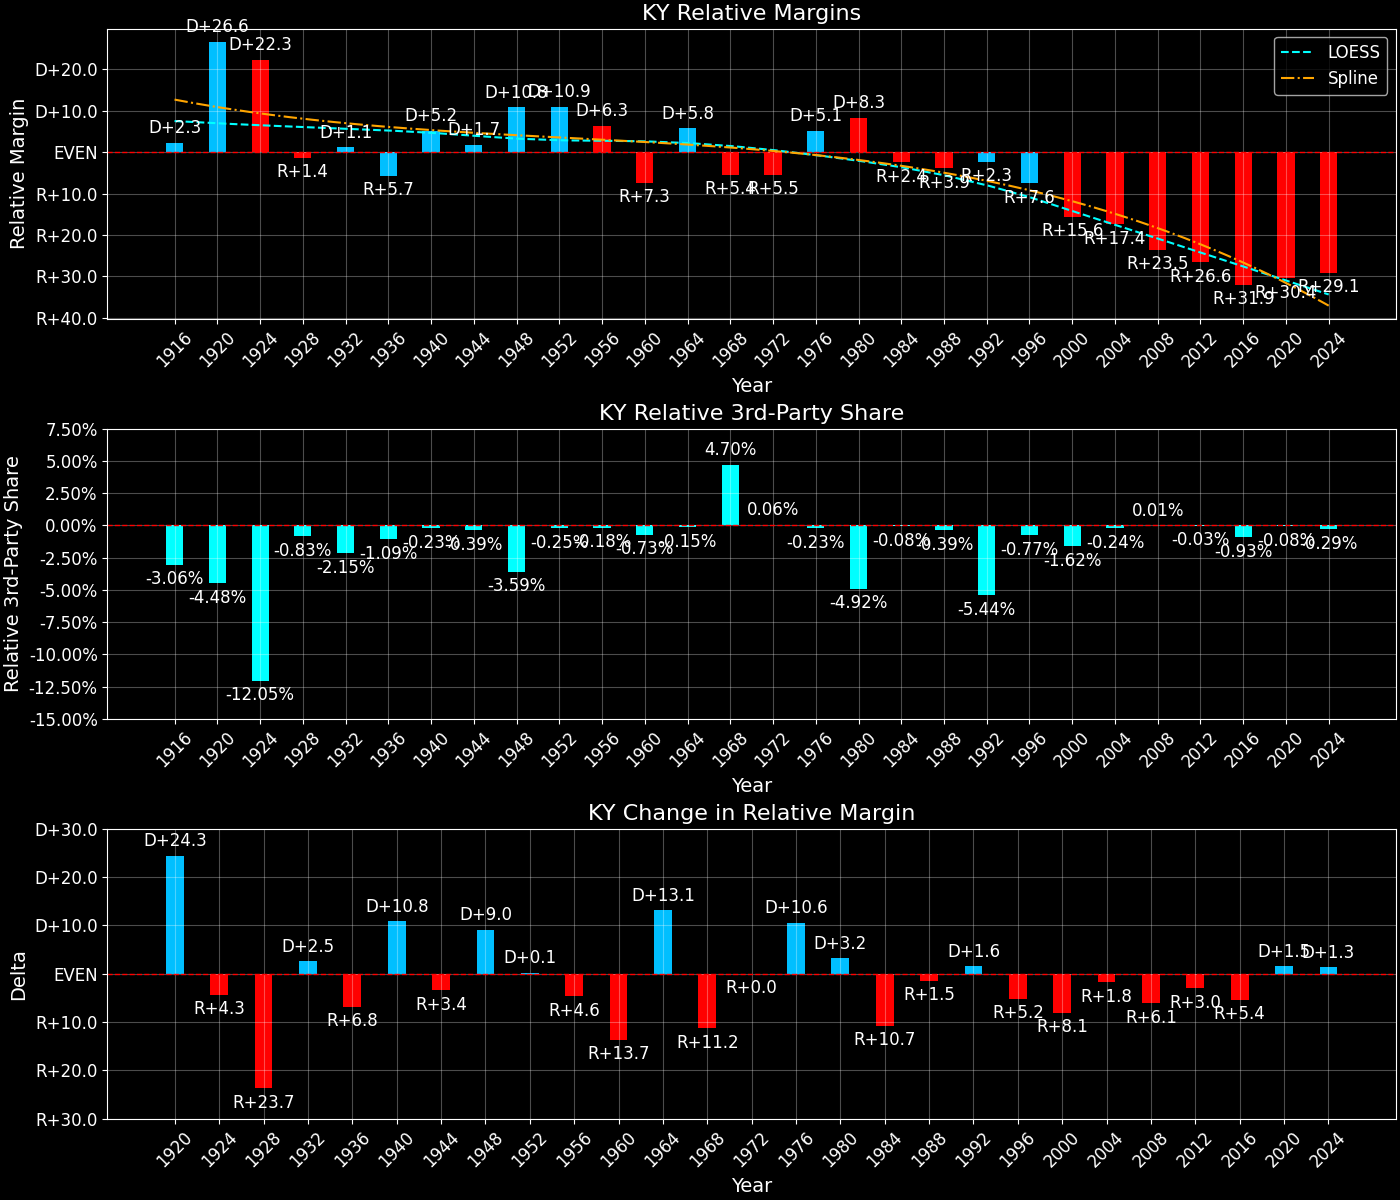 KY Relative Margins
Relative Margin
D+20.0
D+10.0
EVEN
R+10.0
R+20.0
R+30.0
R+40.0
D+2.3 D+26.6 D+22.3 R+1.4 D+1.1 R+5.7 D+5.2 D+1.7 D+10.8 D+10.9 D+6.3 R+7.3 D+5.8 R+5.4 R+5.5 D+5.1 D+8.3 R+2.4 R+3.9 R+2.3 R+7.6 R+15.6 R+17.4 R+23.5 R+26.6 R+31.9 R+30.4 R+29.1
LOESS
Spline
1916 1920 1924 1928 1932 1936 1940 1944 1948 1952 1956 1960 1964 1968 1972 1976 1980 1984 1988 1992 1996 2000 2004 2008 2012 2016 2020 2024
Year
KY Relative 3rd-Party Share
Relative 3rd-Party Share
7.50%
5.00%
2.50%
0.00%
-2.50%
-5.00%
-7.50%
-10.00%
-12.50%
-15.00%
-3.06% -4.48% -12.05% -0.83% -2.15% -1.09% -0.23% -0.39% -3.59% -0.25% -0.18% -0.73% -0.15% 4.70% 0.06% -0.23% -4.92% -0.08% -0.39% -5.44% -0.77% -1.62% -0.24% 0.01% -0.03% -0.93% -0.08% -0.29%
1916 1920 1924 1928 1932 1936 1940 1944 1948 1952 1956 1960 1964 1968 1972 1976 1980 1984 1988 1992 1996 2000 2004 2008 2012 2016 2020 2024
Year
KY Change in Relative Margin
Delta
D+30.0
D+20.0
D+10.0
EVEN
R+10.0
R+20.0
R+30.0
D+24.3 R+4.3 R+23.7 D+2.5 R+6.8 D+10.8 R+3.4 D+9.0 D+0.1 R+4.6 R+13.7 D+13.1 R+11.2 R+0.0 D+10.6 D+3.2 R+10.7 R+1.5 D+1.6 R+5.2 R+8.1 R+1.8 R+6.1 R+3.0 R+5.4 D+1.5 D+1.3
1920 1924 1928 1932 1936 1940 1944 1948 1952 1956 1960 1964 1968 1972 1976 1980 1984 1988 1992 1996 2000 2004 2008 2012 2016 2020 2024
Year